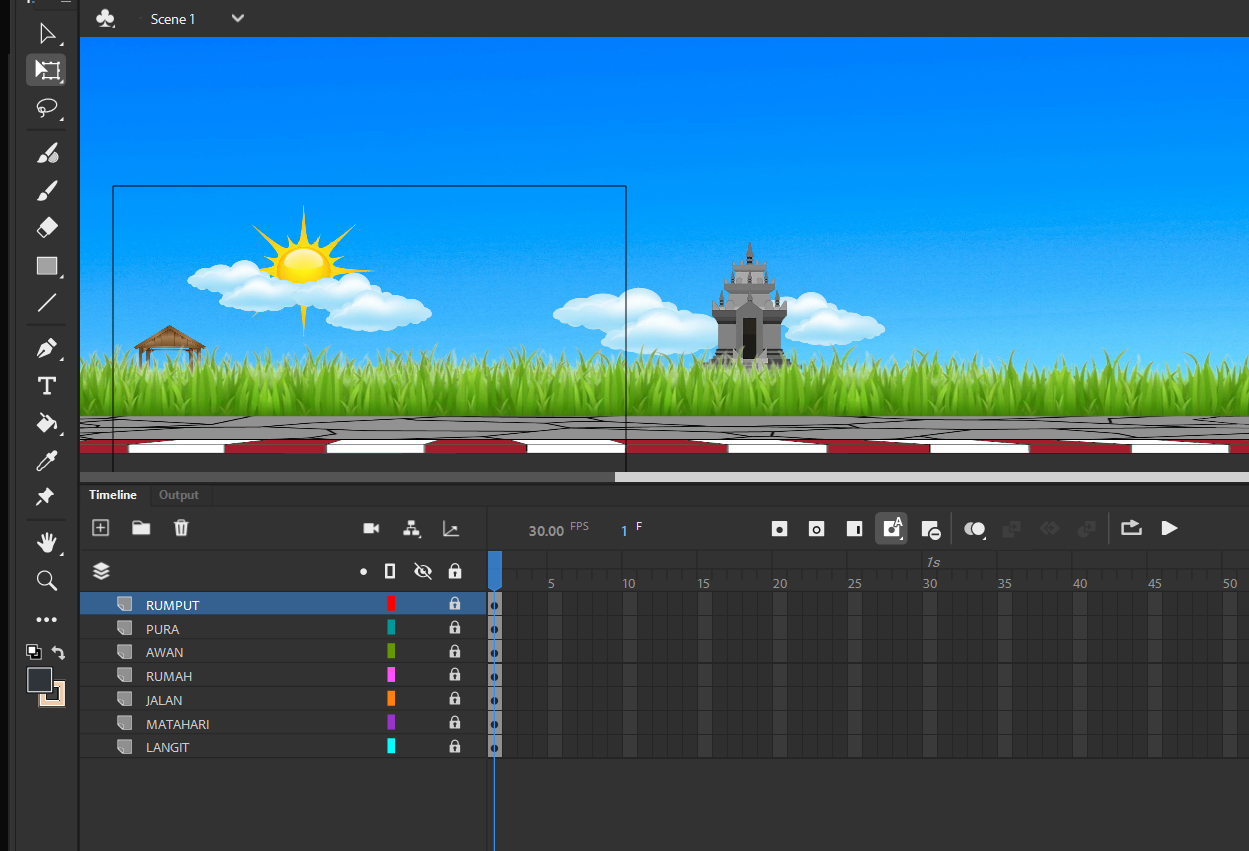 Scene 1
Timeline Output
30.00 FPS 1 F
1s
5 10 15 20 25 30 35 40 45 50
RUMPUT
PURA
AWAN
RUMAH
JALAN
MATAHARI
LANGIT